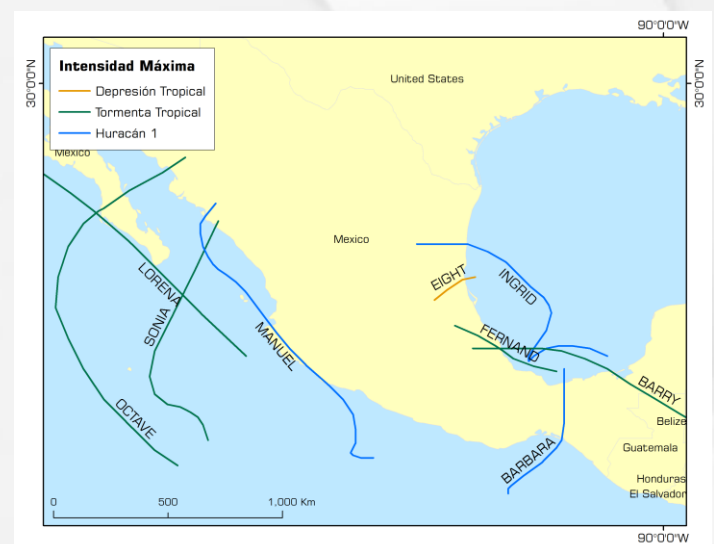 90°0'0"W
30°0'0"N
30°0'0"N
Intensidad Máxima
Depresión Tropical
Tormenta Tropical
Huracán 1
United States
Mexico
Mexico
EIGHT
INGRID
LORENA
SONIA
MANUEL
FERNAND
BARRY
OCTAVE
BARBARA
Belize
Guatemala
Honduras
El Salvador
0 500 1,000 Km
90°0'0"W